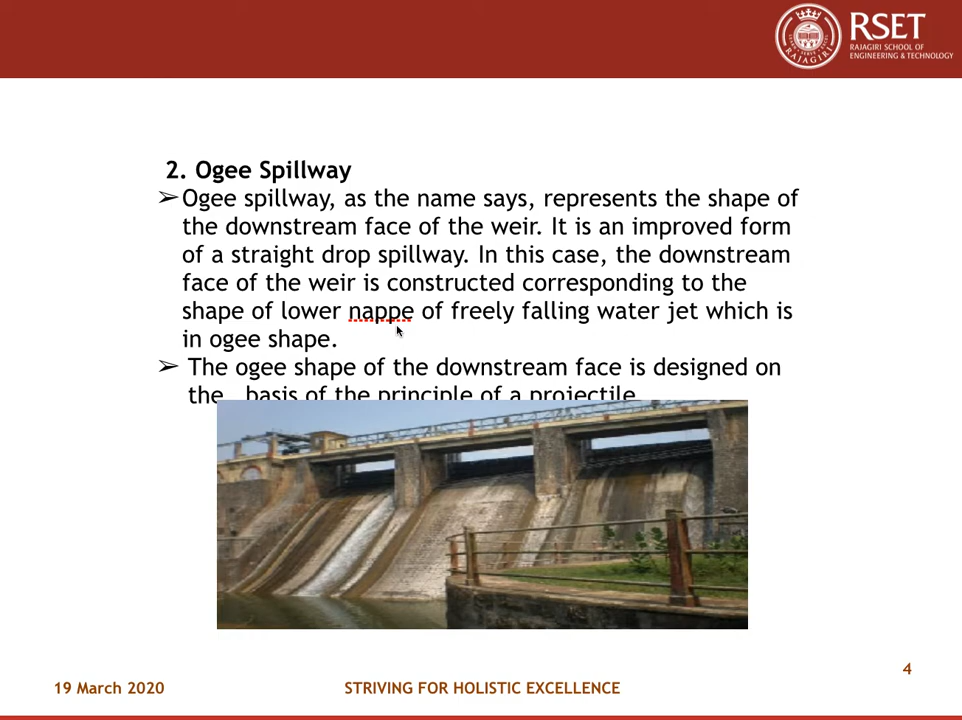 RSET
RAJAGIRI SCHOOL OF
ENGINEERING & TECHNOLOGY
RAJAGIRI
2. Ogee Spillway
➢Ogee spillway, as the name says, represents the shape of
the downstream face of the weir. It is an improved form
of a straight drop spillway. In this case, the downstream
face of the weir is constructed corresponding to the
shape of lower nappe of freely falling water jet which is
in ogee shape.
➢ The ogee shape of the downstream face is designed on
the basis of the principle of a projectile
4
19 March 2020
STRIVING FOR HOLISTIC EXCELLENCE